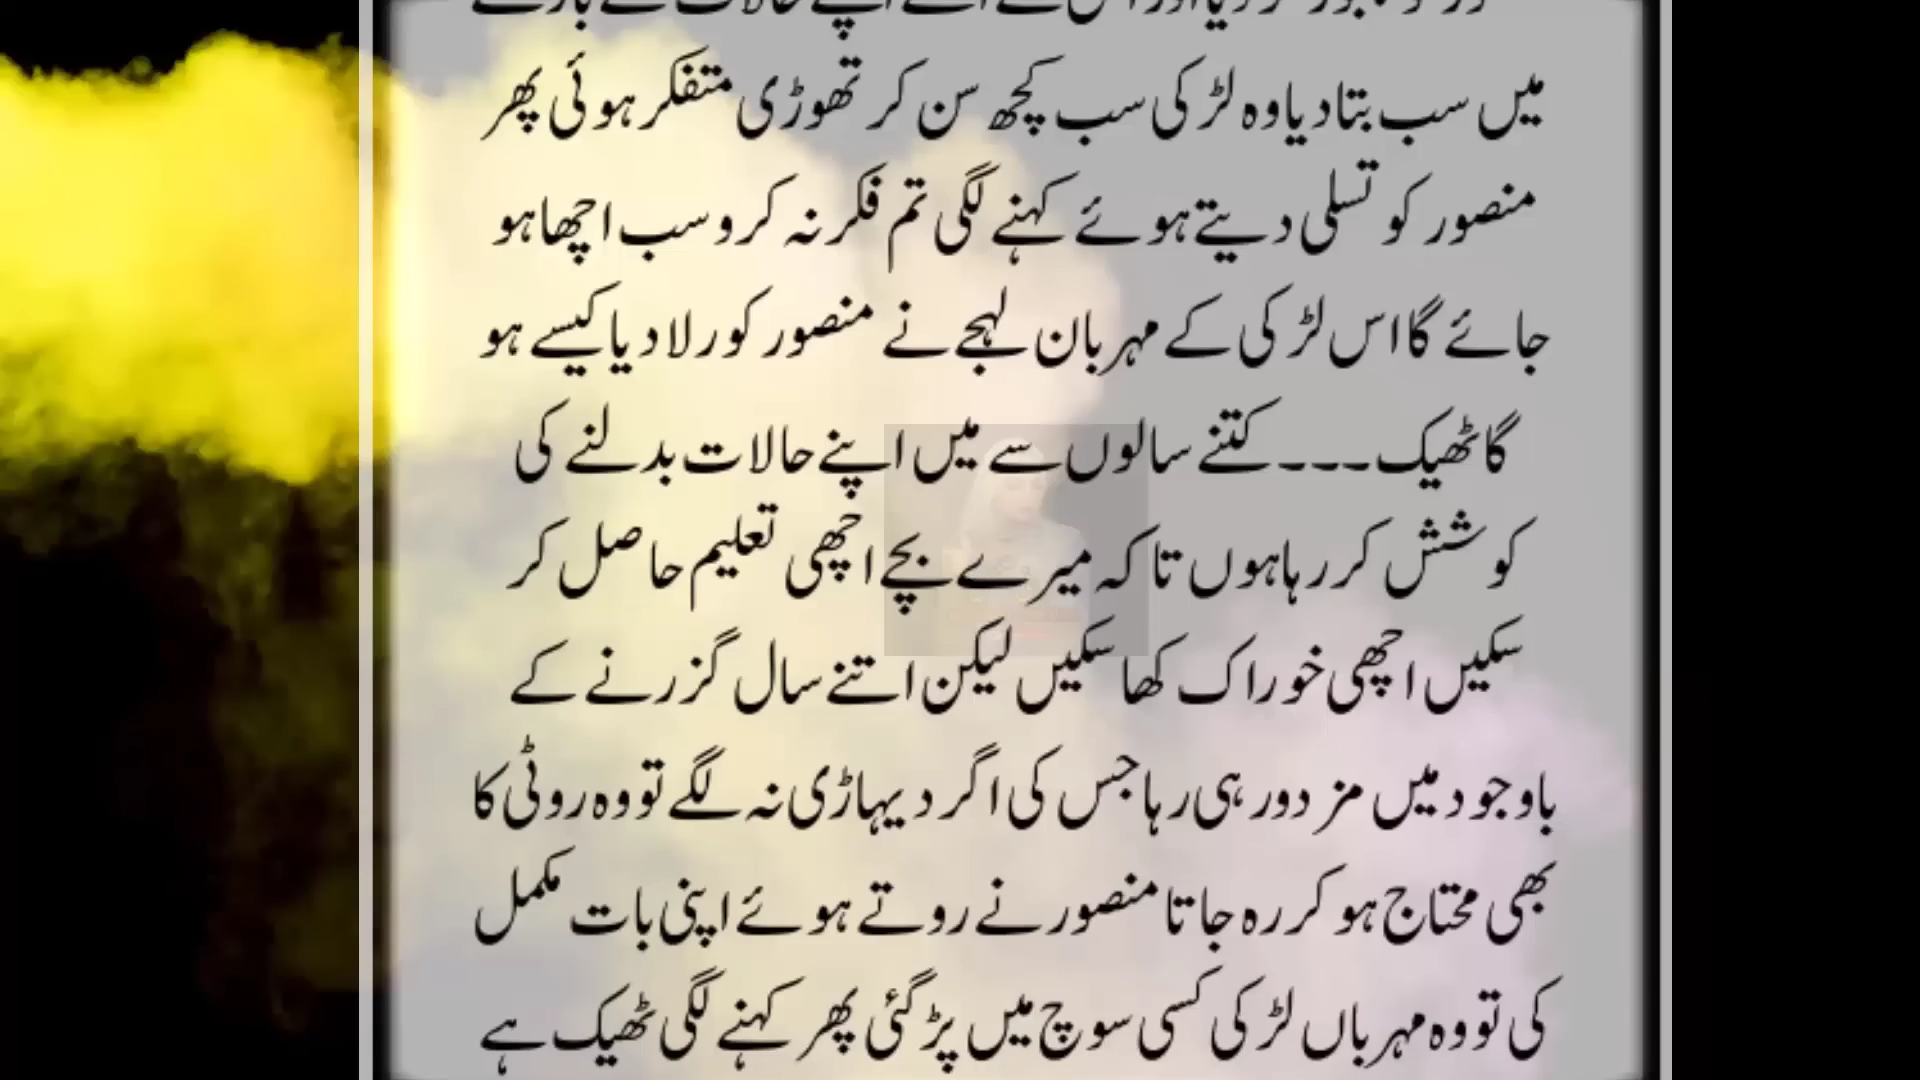 اپنے حالات کے بارے
میں سب بتا دیا وہ لڑکی سب کچھ سن کر تھوڑی متفکر ہوئی پھر
منصور کو تسلی دیتے ہوئے کہنے لگی تم فکر نہ کرو سب اچھا ہو
جائے گا اس لڑکی کے مہربان لہجے نے منصور کو رلا دیا کیسے ہو
گا ٹھیک۔۔۔۔ کتنے سالوں سے میں اپنے حالات بدلنے کی
کوشش کر رہا ہوں تاکہ میرے بچے اچھی تعلیم حاصل کر
سکیں اچھی خوراک کھا سکیں لیکن اتنے سال گزرنے کے
باوجود میں مزدور ہی رہا جس کی اگر دیہاڑی نہ لگے تو وہ روٹی کا
بھی محتاج ہو کر رہ جاتا منصور نے روتے ہوئے اپنی بات مکمل
کی تو وہ مہرباں لڑکی کسی سوچ میں پڑ گئی پھر کہنے لگی ٹھیک ہے